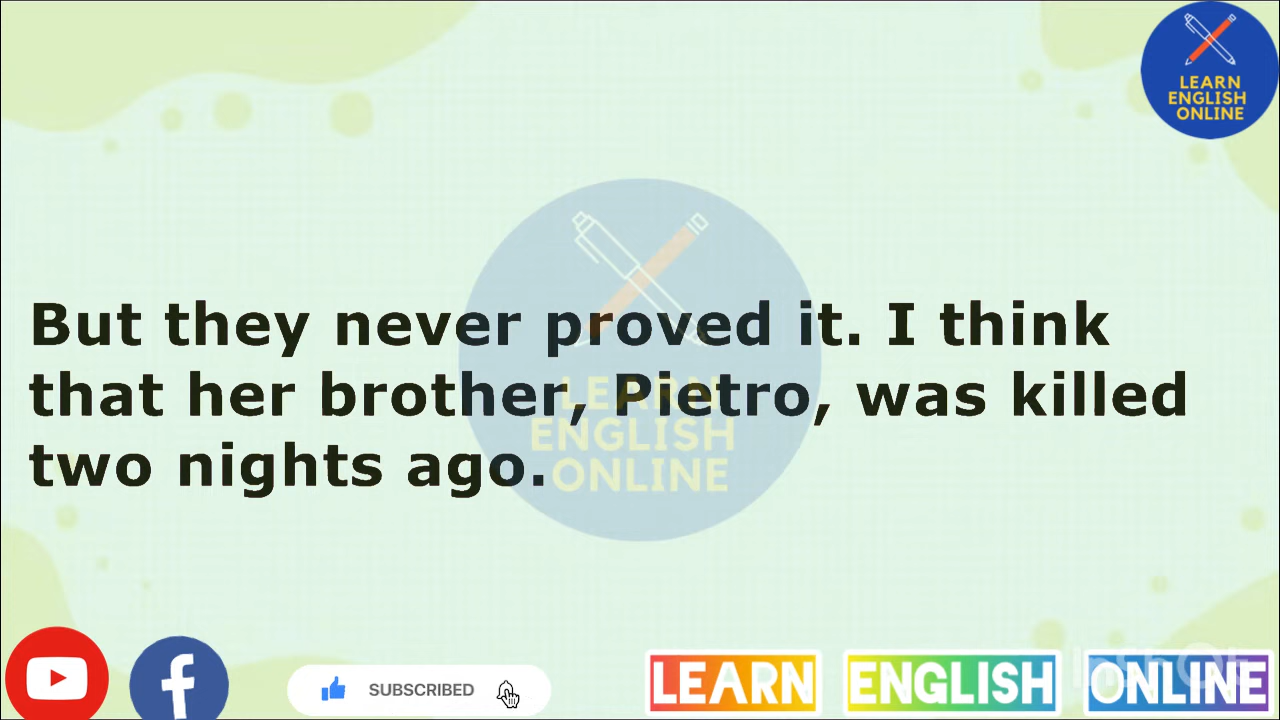 LEARN
ENGLISH
ONLINE
But they never proved it. I think
that her brother, Pietro, was killed
two nights ago.
LEARN
ENGLISH
ONLINE
SUBSCRIBED
LEARN ENGLISH ONLINE
InShOt